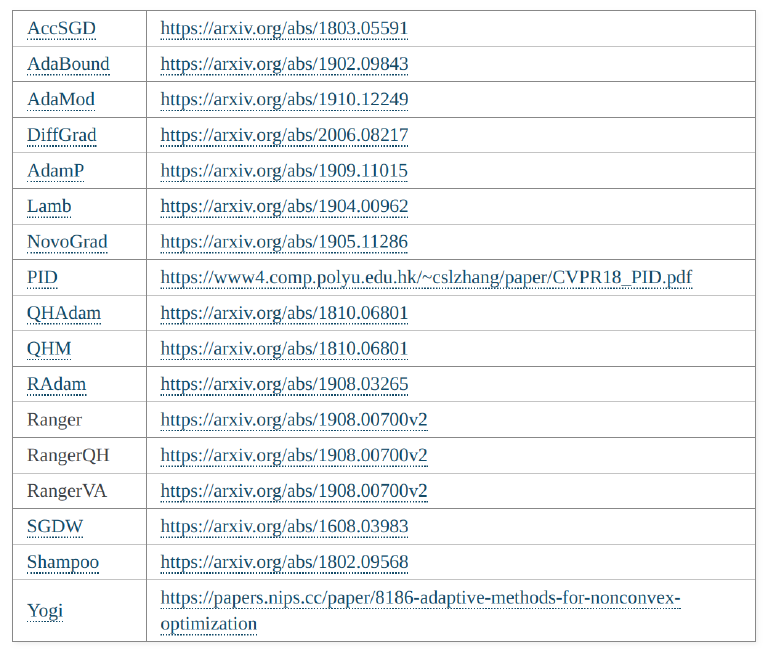 AccSGD https://arxiv.org/abs/1803.05591
AdaBound https://arxiv.org/abs/1902.09843
AdaMod https://arxiv.org/abs/1910.12249
DiffGrad https://arxiv.org/abs/2006.08217
AdamP https://arxiv.org/abs/1909.11015
Lamb https://arxiv.org/abs/1904.00962
NovoGrad https://arxiv.org/abs/1905.11286
PID https://www4.comp.polyu.edu.hk/~cslzhang/paper/CVPR18_PID.pdf
QHAdam https://arxiv.org/abs/1810.06801
QHM https://arxiv.org/abs/1810.06801
RAdam https://arxiv.org/abs/1908.03265
Ranger https://arxiv.org/abs/1908.00700v2
RangerQH https://arxiv.org/abs/1908.00700v2
RangerVA https://arxiv.org/abs/1908.00700v2
SGDW https://arxiv.org/abs/1608.03983
Shampoo https://arxiv.org/abs/1802.09568
Yogi https://papers.nips.cc/paper/8186-adaptive-methods-for-nonconvex-
optimization